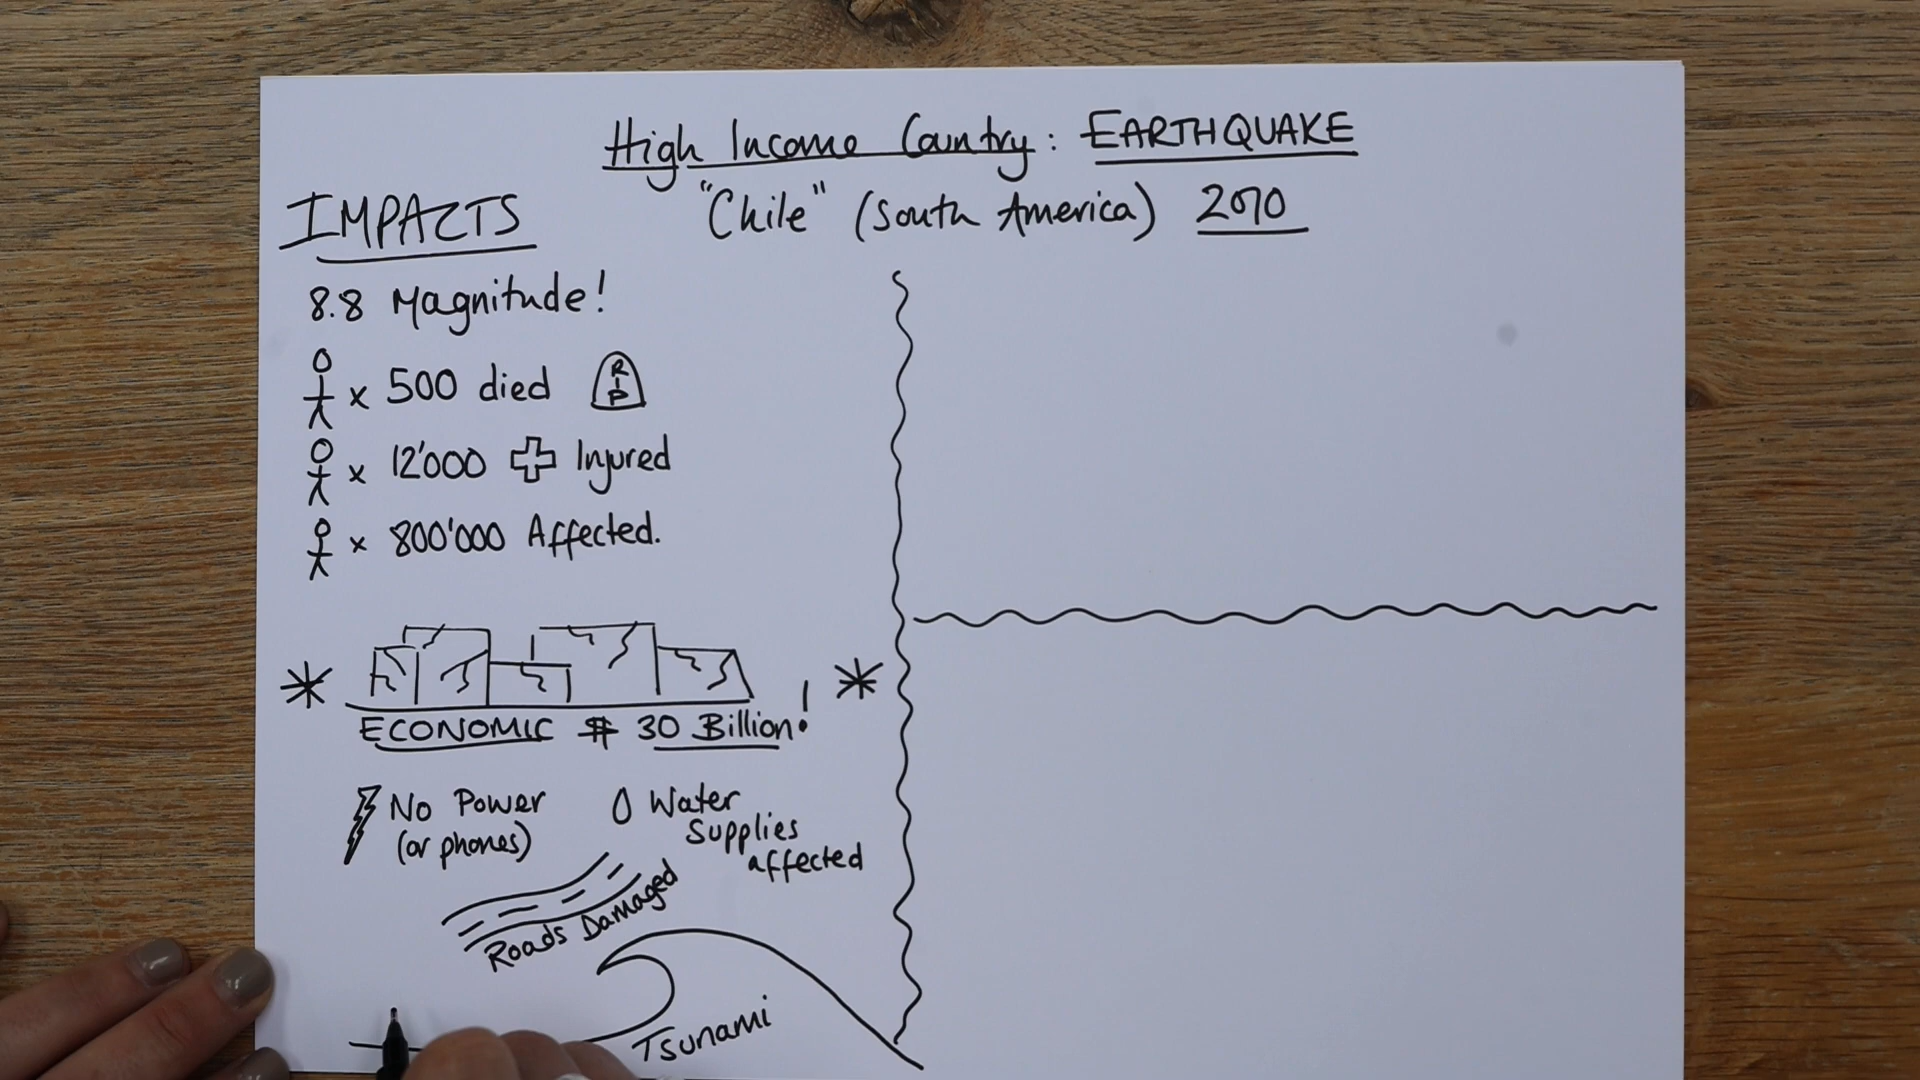 High Income Country: EARTHQUAKE
"Chile" (South America) 2010
IMPACTS
8.8 Magnitude!
x 500 died
RIP
x 12'000 Injured
x 800'000 Affected.
* *
ECONOMIC $ 30 Billion!
No Power
(or phones)
Water
Supplies
affected
Roads Damaged
Tsunami